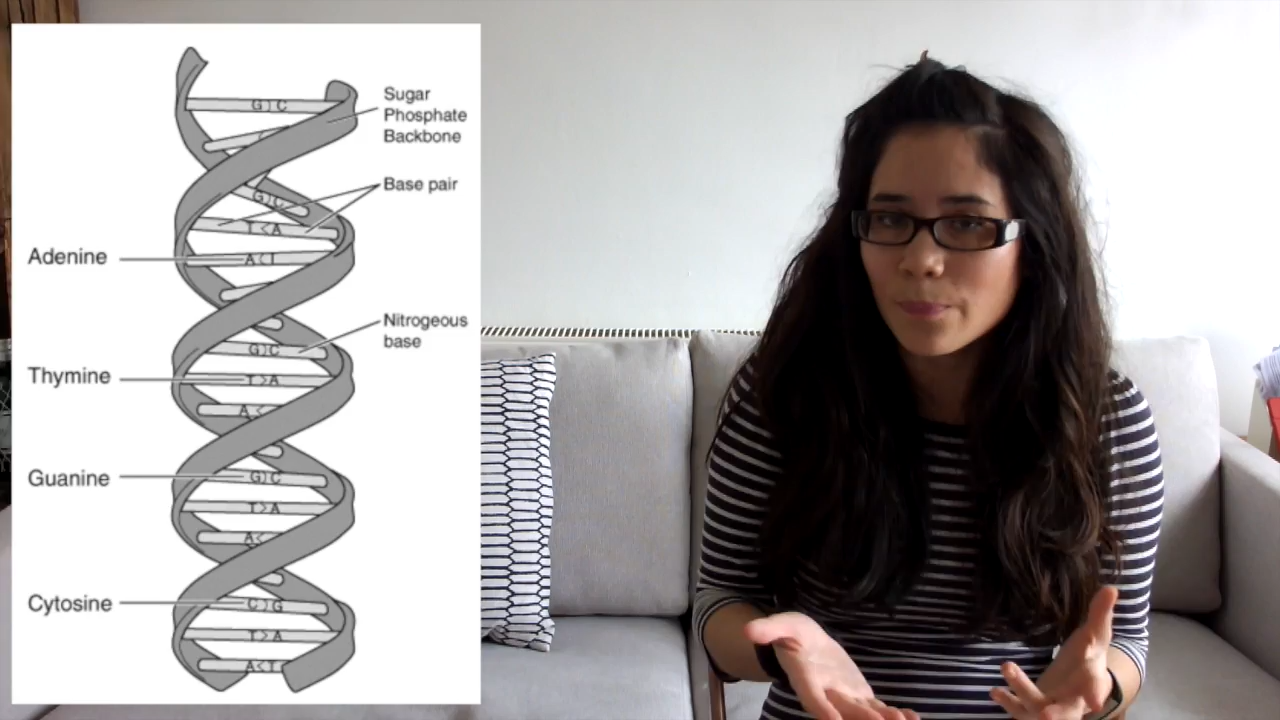 G C
Sugar
Phosphate
Backbone
Base pair
G C
T A
Adenine
A T
Nitrogeous
base
G C
Thymine
T A
A
Guanine
G C
T A
A
Cytosine
C G
T A
A T